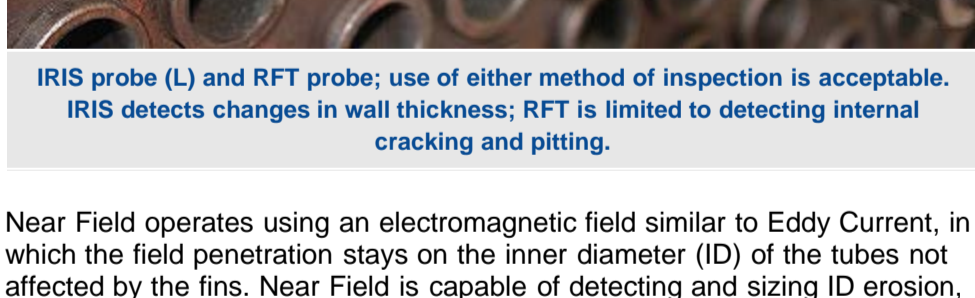 IRIS probe (L) and RFT probe; use of either method of inspection is acceptable.
IRIS detects changes in wall thickness; RFT is limited to detecting internal
cracking and pitting.
Near Field operates using an electromagnetic field similar to Eddy Current, in
which the field penetration stays on the inner diameter (ID) of the tubes not
affected by the fins. Near Field is capable of detecting and sizing ID erosion,